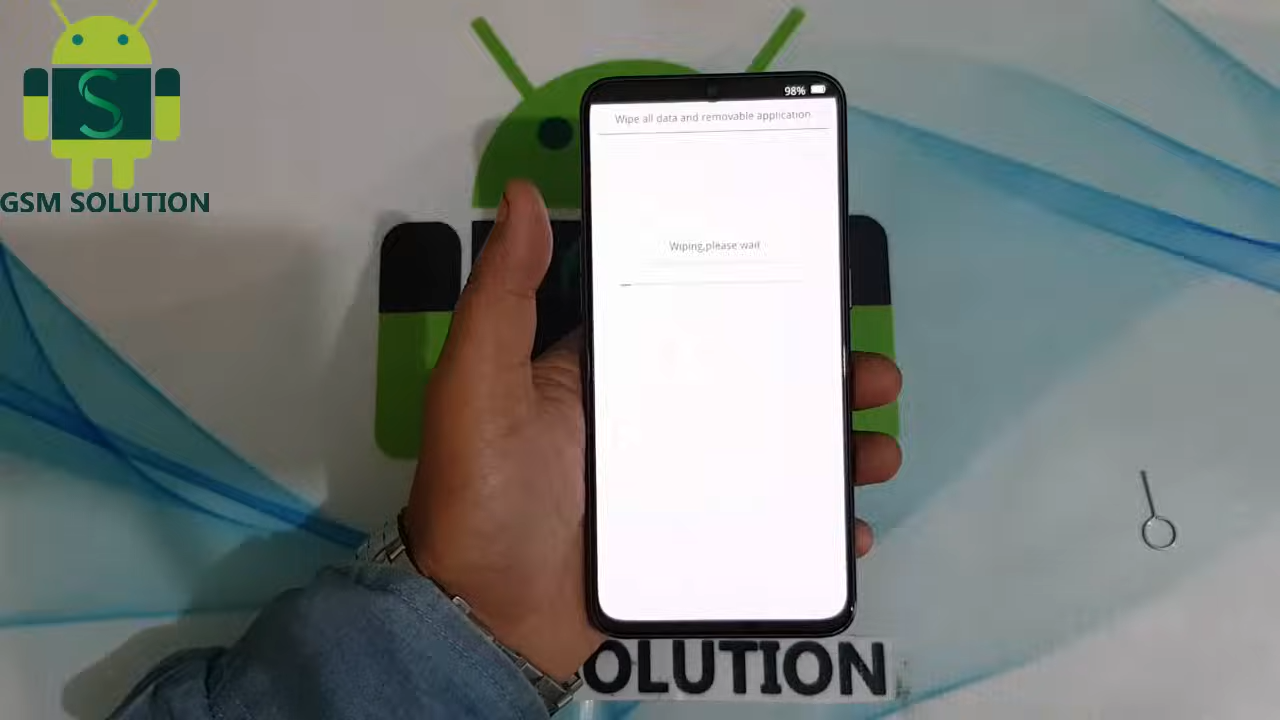 GSM SOLUTION
98%
Wipe all data and removable application
Wiping,please wait
OLUTION